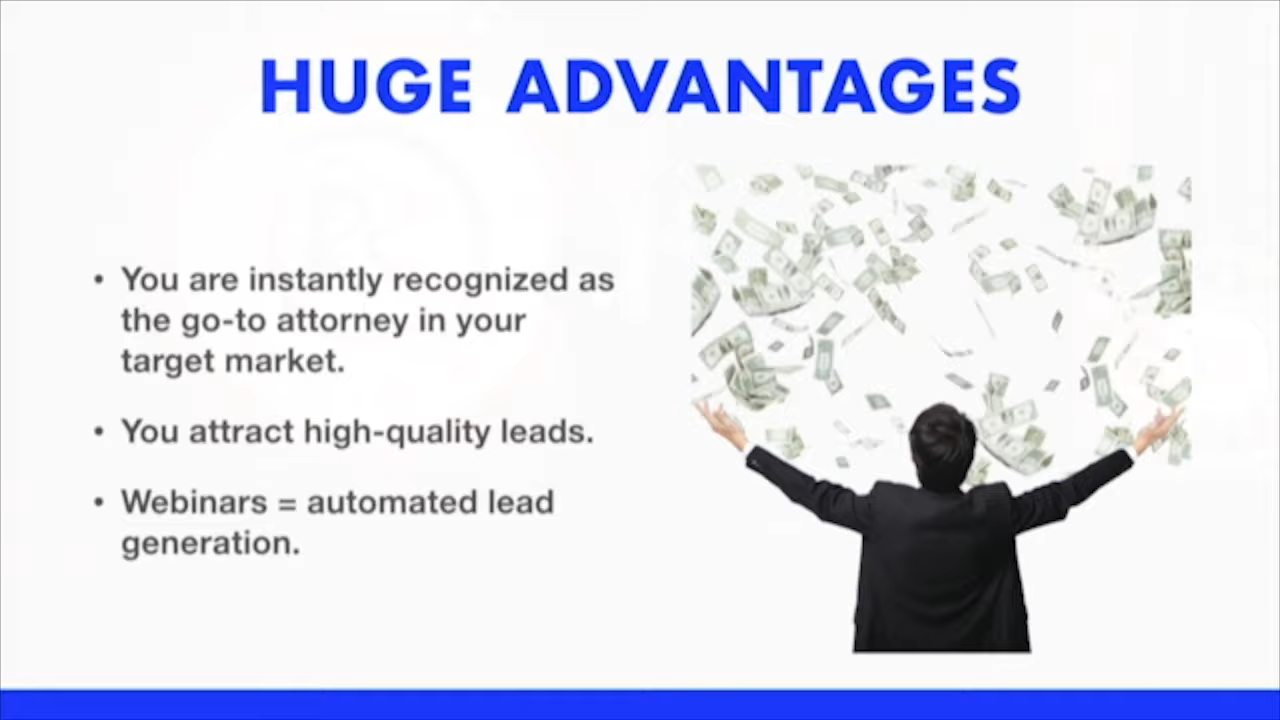 HUGE ADVANTAGES
• You are instantly recognized as
the go-to attorney in your
target market.
• You attract high-quality leads.
• Webinars = automated lead
generation.